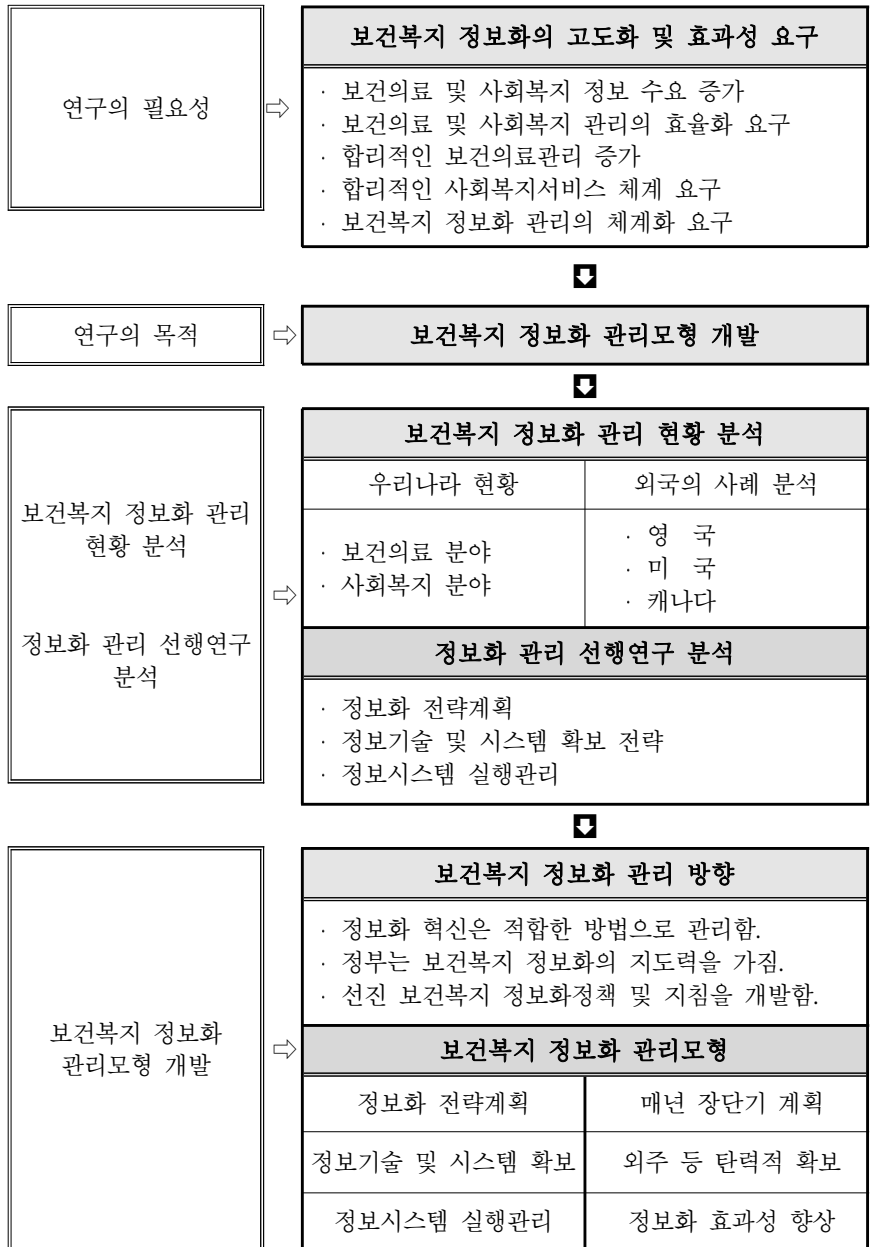 보건복지 정보화의 고도화 및 효과성 요구
연구의 필요성
⇨
· 보건의료 및 사회복지 정보 수요 증가
· 보건의료 및 사회복지 관리의 효율화 요구
· 합리적인 보건의료관리 증가
· 합리적인 사회복지서비스 체계 요구
· 보건복지 정보화 관리의 체계화 요구
연구의 목적
⇨
보건복지 정보화 관리모형 개발
보건복지 정보화 관리
현황 분석
정보화 관리 선행연구
분석
⇨
보건복지 정보화 관리 현황 분석
우리나라 현황
외국의 사례 분석
· 보건의료 분야
· 사회복지 분야
· 영 국
· 미 국
· 캐나다
정보화 관리 선행연구 분석
· 정보화 전략계획
· 정보기술 및 시스템 확보 전략
· 정보시스템 실행관리
보건복지 정보화
관리모형 개발
⇨
보건복지 정보화 관리 방향
· 정보화 혁신은 적합한 방법으로 관리함.
· 정부는 보건복지 정보화의 지도력을 가짐.
· 선진 보건복지 정보화정책 및 지침을 개발함.
보건복지 정보화 관리모형
정보화 전략계획
매년 장단기 계획
정보기술 및 시스템 확보
외주 등 탄력적 확보
정보시스템 실행관리
정보화 효과성 향상